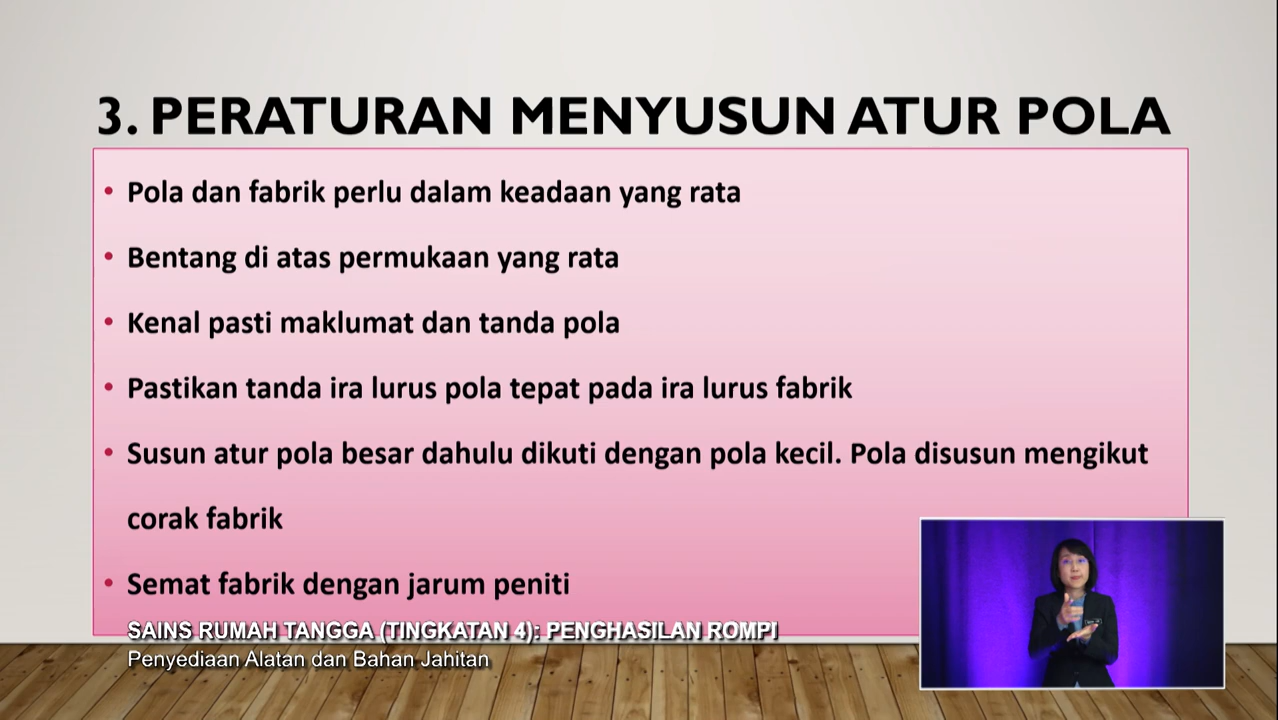 3. PERATURAN MENYUSUN ATUR POLA
• Pola dan fabrik perlu dalam keadaan yang rata
• Bentang di atas permukaan yang rata
• Kenal pasti maklumat dan tanda pola
• Pastikan tanda ira lurus pola tepat pada ira lurus fabrik
• Susun atur pola besar dahulu dikuti dengan pola kecil. Pola disusun mengikut
corak fabrik
• Semat fabrik dengan jarum peniti
SAINS RUMAH TANGGA (TINGKATAN 4): PENGHASILAN ROMPI
Penyediaan Alatan dan Bahan Jahitan